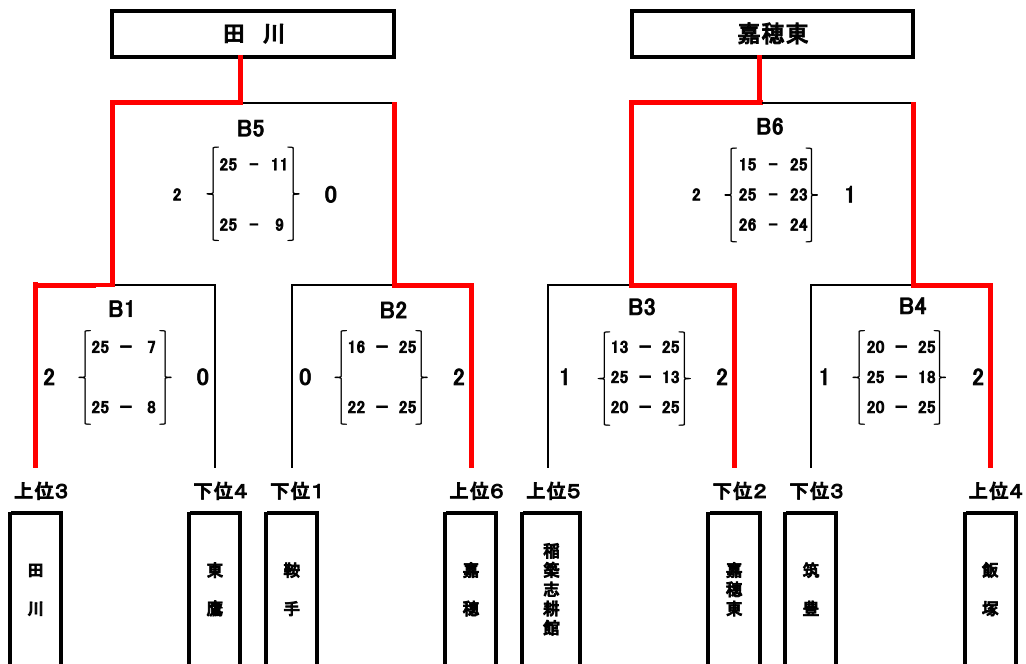 田 川
嘉穂東
B5
25 - 11
2
0
25 - 9
B6
15 - 25
2
25 - 23
1
26 - 24
B1
25 - 7
2
0
25 - 8
B2
16 - 25
0
2
22 - 25
B3
13 - 25
1
25 - 13
2
20 - 25
B4
20 - 25
1
25 - 18
2
20 - 25
上位3
下位4
下位1
上位6
上位5
下位2
下位3
上位4
田川
東鷹
鞍手
嘉穂
稲築志耕館
嘉穂東
筑豊
飯塚